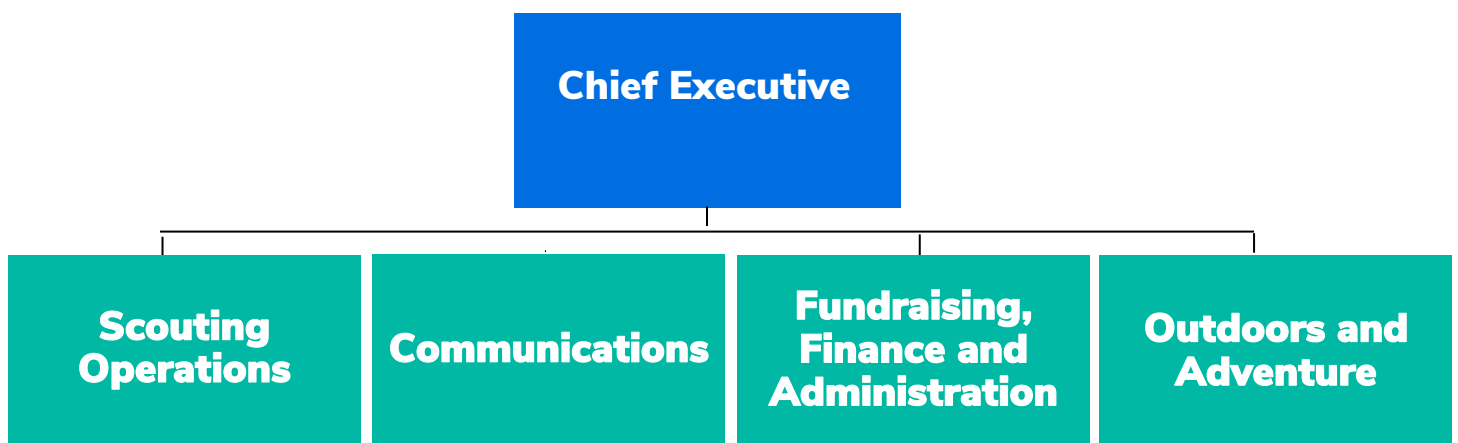 Chief Executive
Scouting
Operations
Communications
Fundraising,
Finance and
Administration
Outdoors and
Adventure